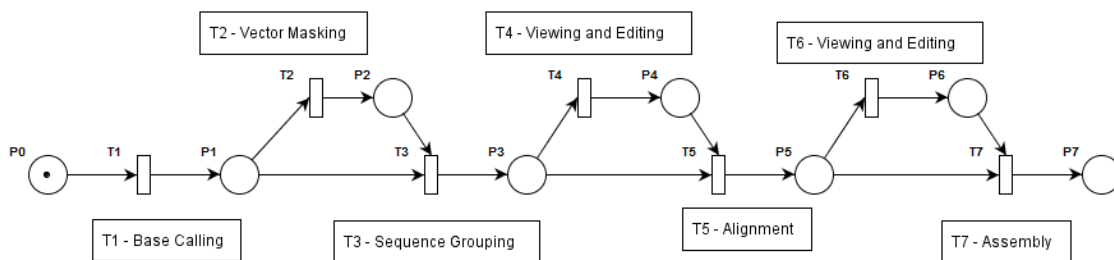 T2 - Vector Masking
T4 - Viewing and Editing
T6 - Viewing and Editing
T2 P2
T4 P4
T6 P6
P0 T1 P1 T3 P3 T5 P5 T7 P7
T1 - Base Calling
T3 - Sequence Grouping
T5 - Alignment
T7 - Assembly